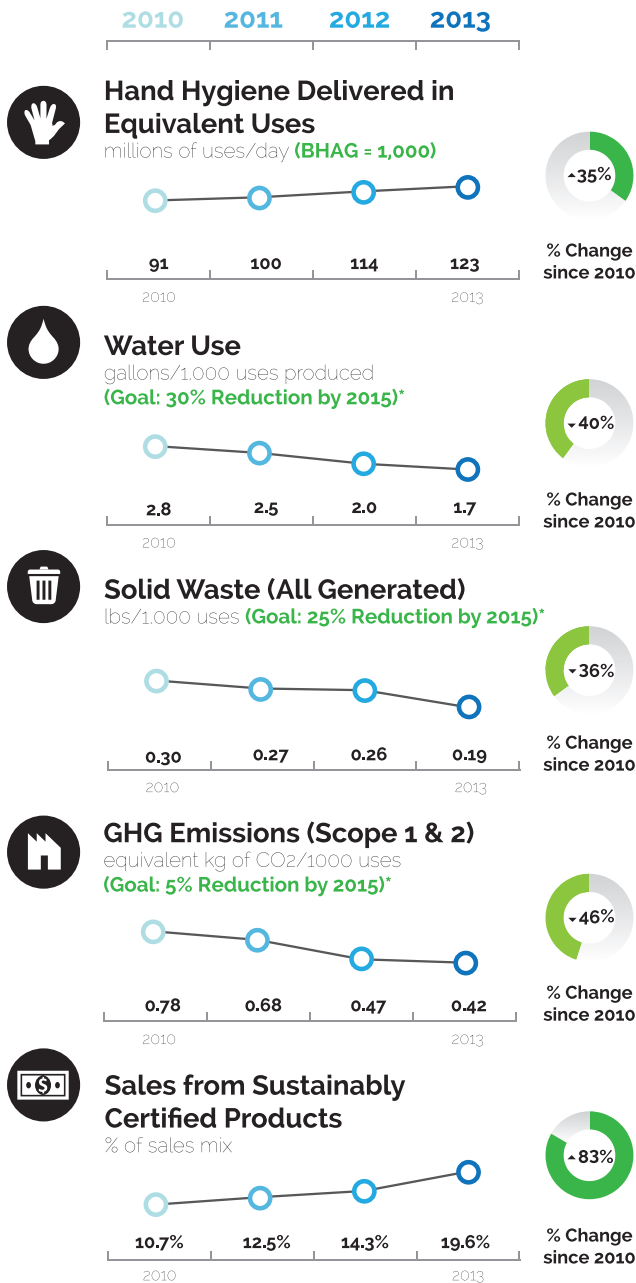 2010 2011 2012 2013
Hand Hygiene Delivered in
Equivalent Uses
millions of uses/day (BHAG = 1,000)
35%
91 100 114 123
2010 2013
% Change
since 2010
Water Use
gallons/1.000 uses produced
(Goal: 30% Reduction by 2015)*
40%
2.8 2.5 2.0 1.7
2010 2013
% Change
since 2010
Solid Waste (All Generated)
lbs/1.000 uses (Goal: 25% Reduction by 2015)*
36%
0.30 0.27 0.26 0.19
2010 2013
% Change
since 2010
GHG Emissions (Scope 1 & 2)
equivalent kg of CO2/1000 uses
(Goal: 5% Reduction by 2015)*
46%
0.78 0.68 0.47 0.42
2010 2013
% Change
since 2010
$
Sales from Sustainably
Certified Products
% of sales mix
83%
10.7% 12.5% 14.3% 19.6%
2010 2013
% Change
since 2010